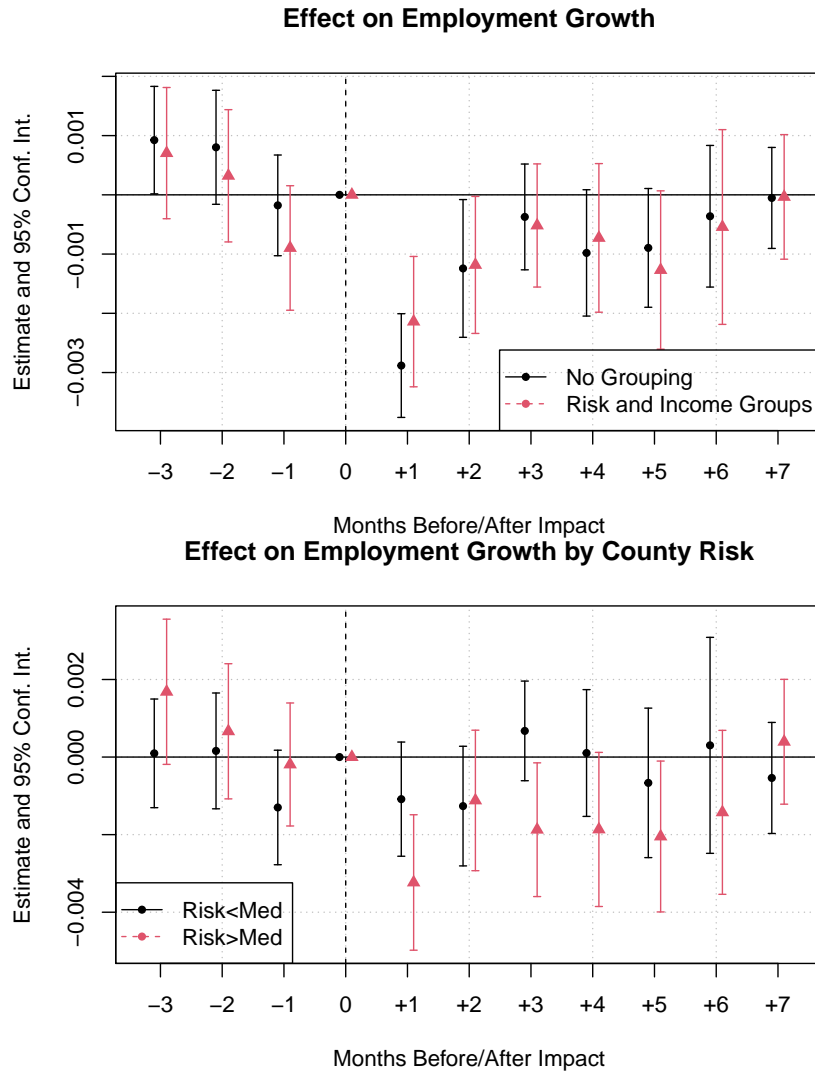 Effect on Employment Growth
Estimate and 95% Conf. Int.
0.001
−0.001
−0.003
No Grouping
Risk and Income Groups
−3 −2 −1 0 +1 +2 +3 +4 +5 +6 +7
Months Before/After Impact
Effect on Employment Growth by County Risk
Estimate and 95% Conf. Int.
0.002
0.000
−0.004
Risk<Med
Risk>Med
−3 −2 −1 0 +1 +2 +3 +4 +5 +6 +7
Months Before/After Impact